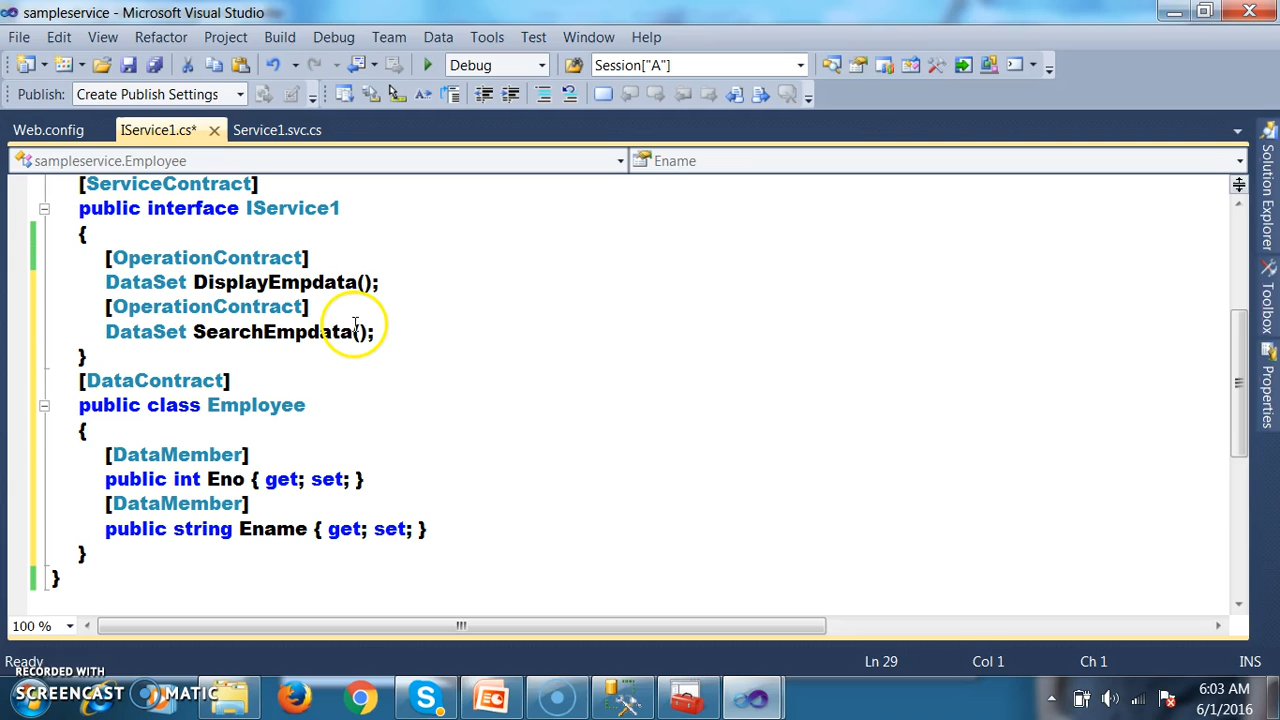 sampleservice - Microsoft Visual Studio
File Edit View Refactor Project Build Debug Team Data Tools Test Window Help
Debug Session["A"]
Publish: Create Publish Settings
Web.config IService1.cs* Service1.svc.cs
sampleservice.Employee Ename
[ServiceContract]
public interface IService1
{
[OperationContract]
DataSet DisplayEmpdata();
[OperationContract]
DataSet SearchEmpdata();
}
[DataContract]
public class Employee
{
[DataMember]
public int Eno { get; set; }
[DataMember]
public string Ename { get; set; }
}
}
100 %
Ready Ln 29 Col 1 Ch 1 INS
Solution Explorer
Toolbox
Properties
RECORDED WITH
SCREENCAST MATIC
6:03 AM
6/1/2016